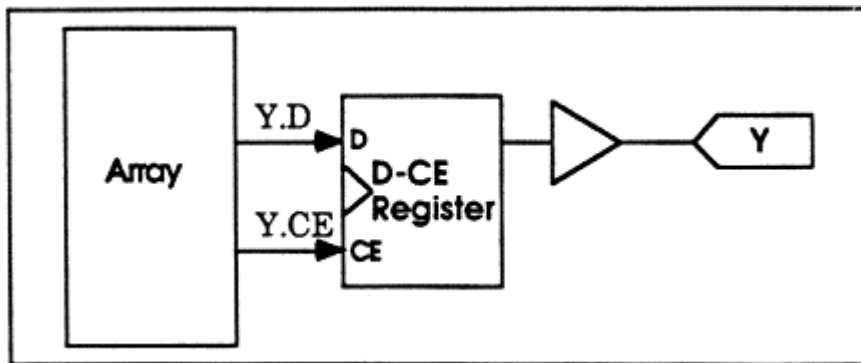 Array
Y.D
Y.CE
D
D-CE
Register
CE
Y